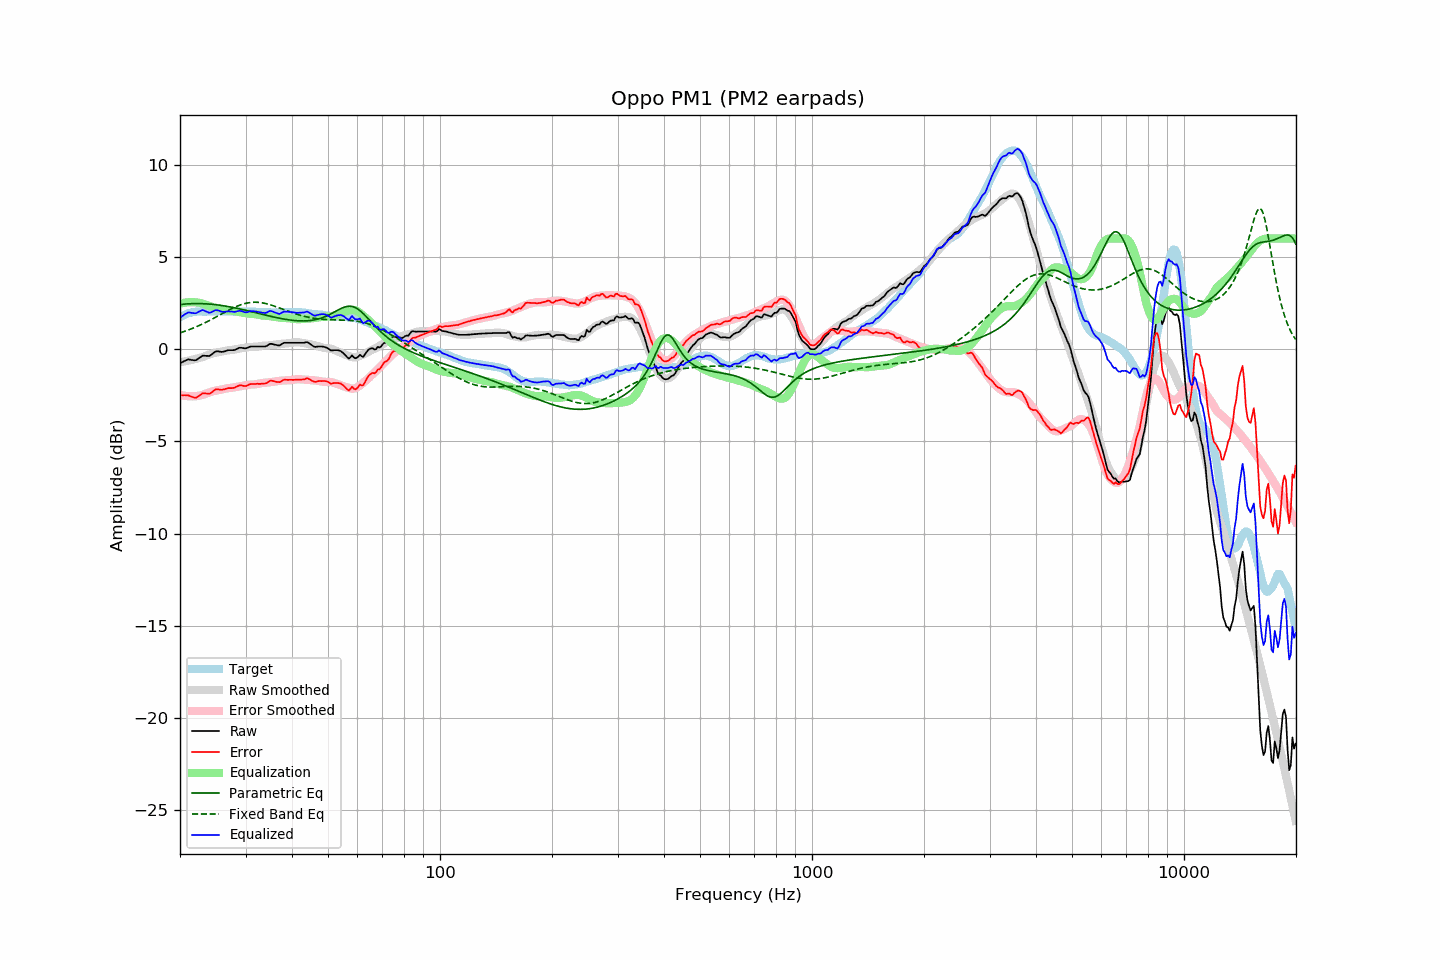 Oppo PM1 (PM2 earpads)
10
5
0
−5
−10
−15
−20
−25
Amplitude (dBr)
Target
Raw Smoothed
Error Smoothed
Raw
Error
Equalization
Parametric Eq
Fixed Band Eq
Equalized
100
1000
10000
Frequency (Hz)